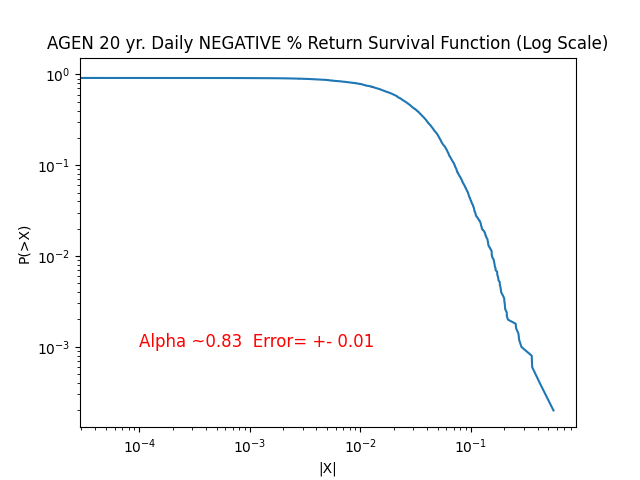 AGEN 20 yr. Daily NEGATIVE % Return Survival Function (Log Scale)
10⁰
10⁻¹
10⁻²
10⁻³
P(>X)
Alpha ~0.83  Error= +- 0.01
10⁻⁴
10⁻³
10⁻²
10⁻¹
|X|